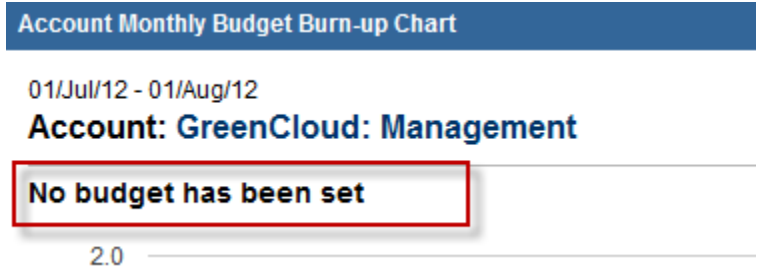 Account Monthly Budget Burn-up Chart
01/Jul/12 - 01/Aug/12
Account: GreenCloud: Management
No budget has been set
2.0